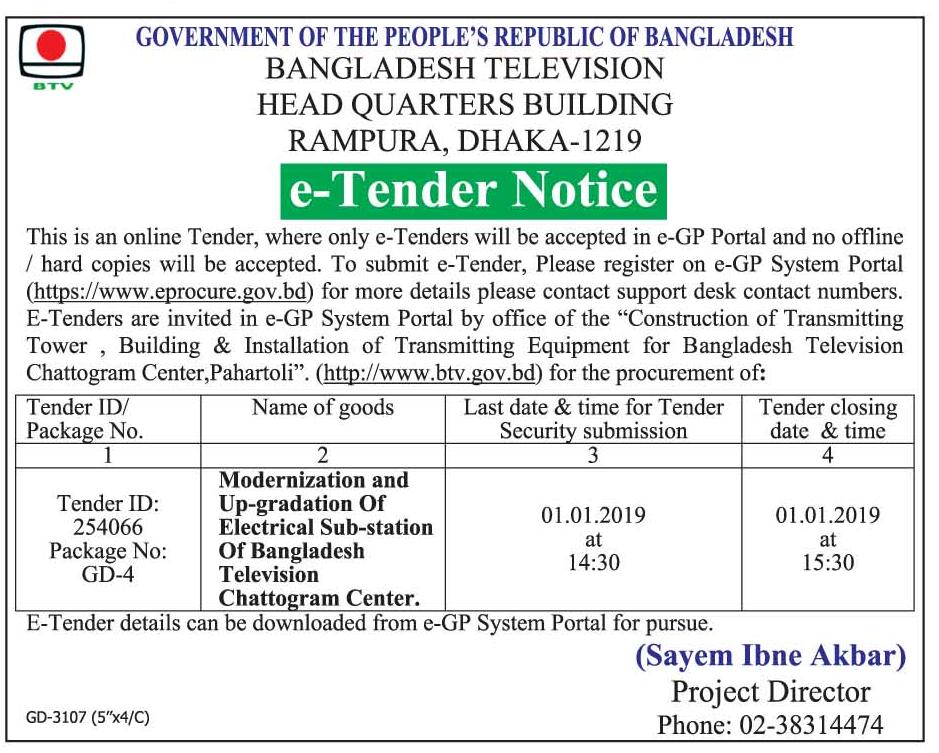 GOVERNMENT OF THE PEOPLE'S REPUBLIC OF BANGLADESH
BTV
BANGLADESH TELEVISION
HEAD QUARTERS BUILDING
RAMPURA, DHAKA-1219
e-Tender Notice
This is an online Tender, where only e-Tenders will be accepted in e-GP Portal and no offline
/ hard copies will be accepted. To submit e-Tender, Please register on e-GP System Portal
(https://www.eprocure.gov.bd) for more details please contact support desk contact numbers.
E-Tenders are invited in e-GP System Portal by office of the “Construction of Transmitting
Tower , Building & Installation of Transmitting Equipment for Bangladesh Television
Chattogram Center,Pahartoli”. (http://www.btv.gov.bd) for the procurement of:
Tender ID/
Package No.
Name of goods
Last date & time for Tender
Security submission
Tender closing
date & time
1
2
3
4
Tender ID:
254066
Package No:
GD-4
Modernization and
Up-gradation Of
Electrical Sub-station
Of Bangladesh
Television
Chattogram Center.
01.01.2019
at
14:30
01.01.2019
at
15:30
E-Tender details can be downloaded from e-GP System Portal for pursue.
(Sayem Ibne Akbar)
Project Director
Phone: 02-38314474
GD-3107 (5”x4/C)